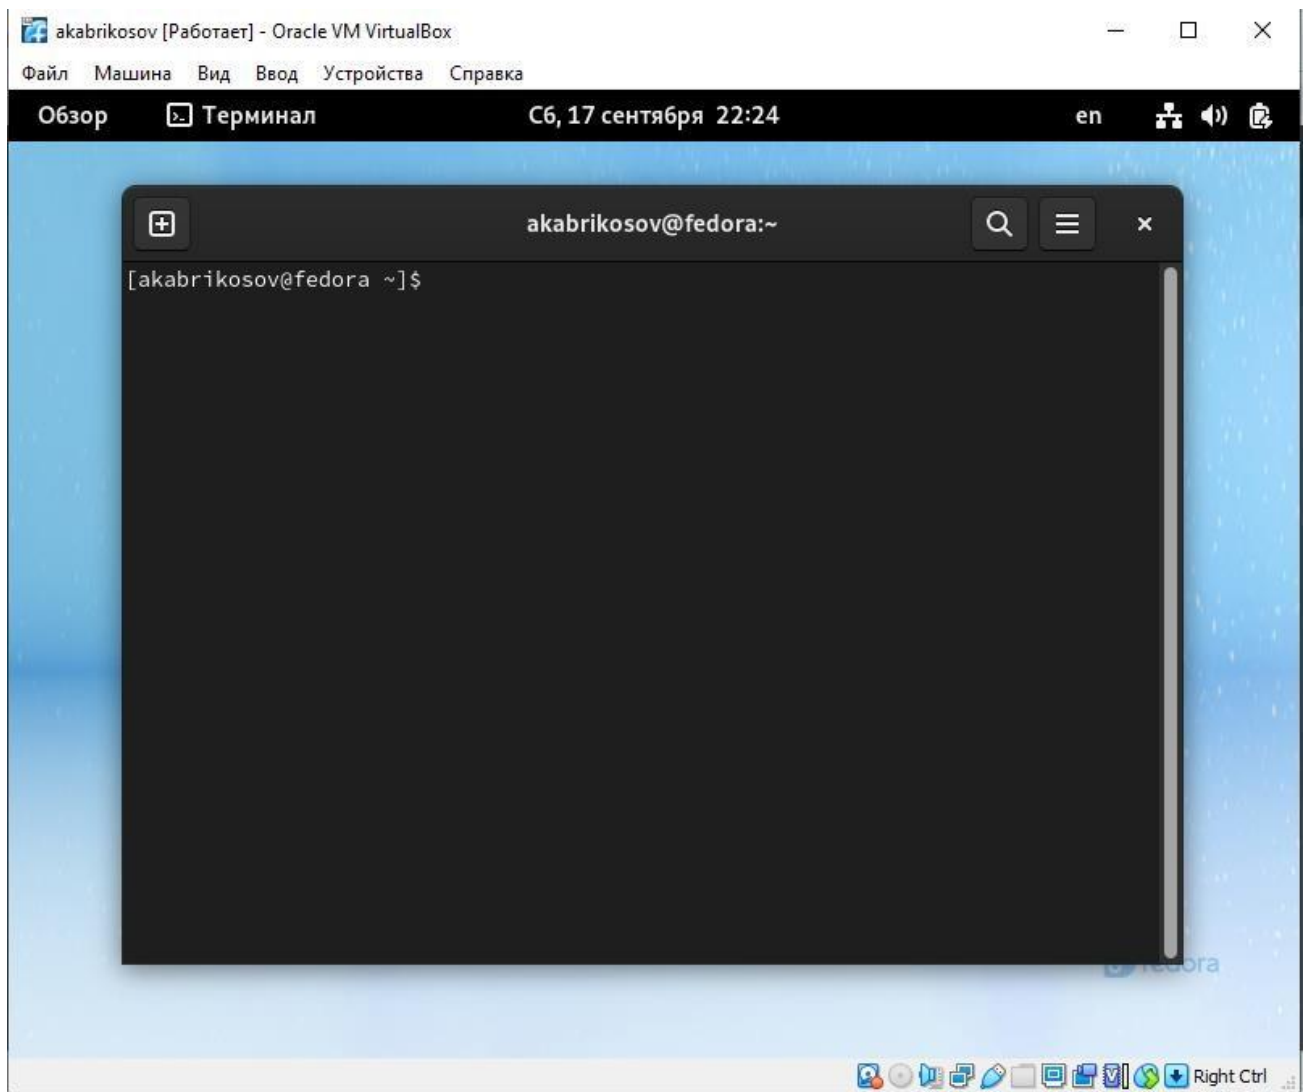 akabrikosov [Работает] - Oracle VM VirtualBox
Файл Машина Вид Ввод Устройства Справка
Обзор Терминал Сб, 17 сентября 22:24 en
akabrikosov@fedora:~
[akabrikosov@fedora ~]$
fedora
Right Ctrl